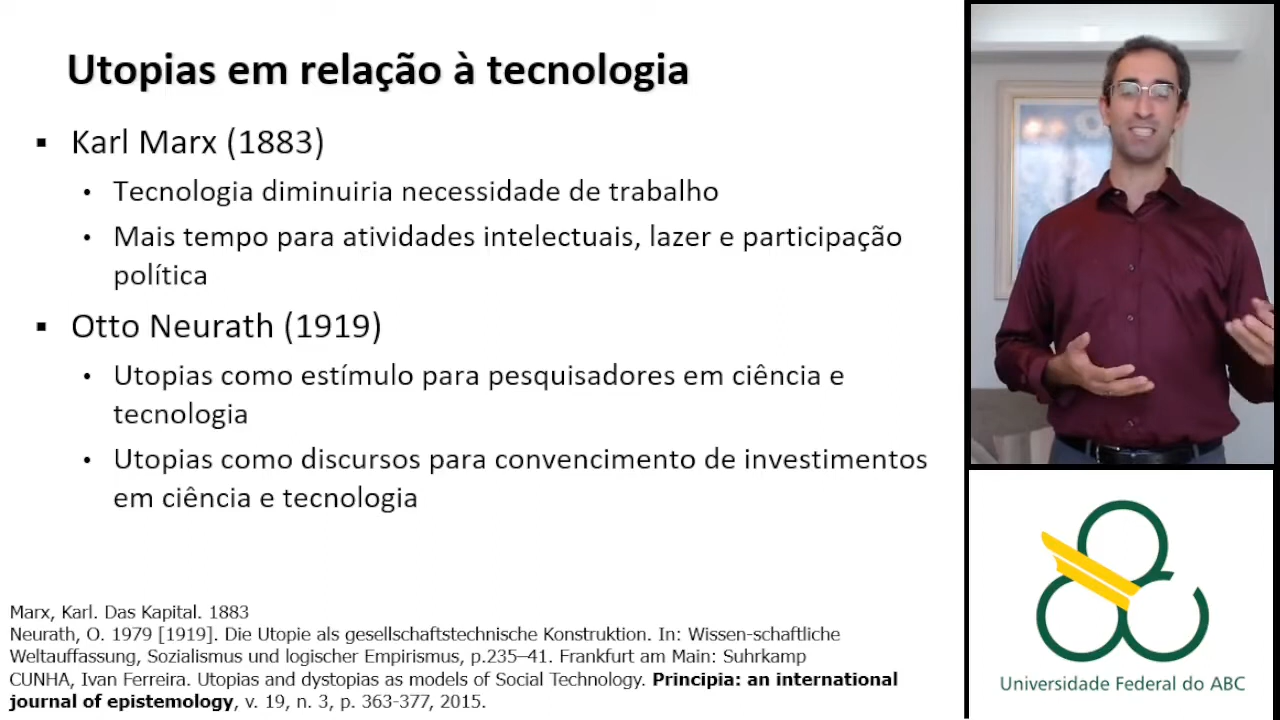 Utopias em relação à tecnologia
▪ Karl Marx (1883)
• Tecnologia diminuiria necessidade de trabalho
• Mais tempo para atividades intelectuais, lazer e participação
política
▪ Otto Neurath (1919)
• Utopias como estímulo para pesquisadores em ciência e
tecnologia
• Utopias como discursos para convencimento de investimentos
em ciência e tecnologia
Marx, Karl. Das Kapital. 1883
Neurath, O. 1979 [1919]. Die Utopie als gesellschaftstechnische Konstruktion. In: Wissen-schaftliche
Weltauffassung, Sozialismus und logischer Empirismus, p.235–41. Frankfurt am Main: Suhrkamp
CUNHA, Ivan Ferreira. Utopias and dystopias as models of Social Technology. Principia: an international
journal of epistemology, v. 19, n. 3, p. 363-377, 2015.
Universidade Federal do ABC